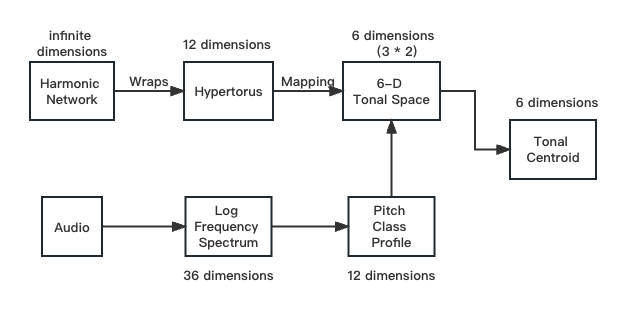 infinite
dimensions
12 dimensions
6 dimensions
(3 * 2)
Harmonic
Network
Wraps
Hypertorus
Mapping
6-D
Tonal Space
6 dimensions
Tonal
Centroid
Audio
Log
Frequency
Spectrum
Pitch
Class
Profile
36 dimensions
12 dimensions